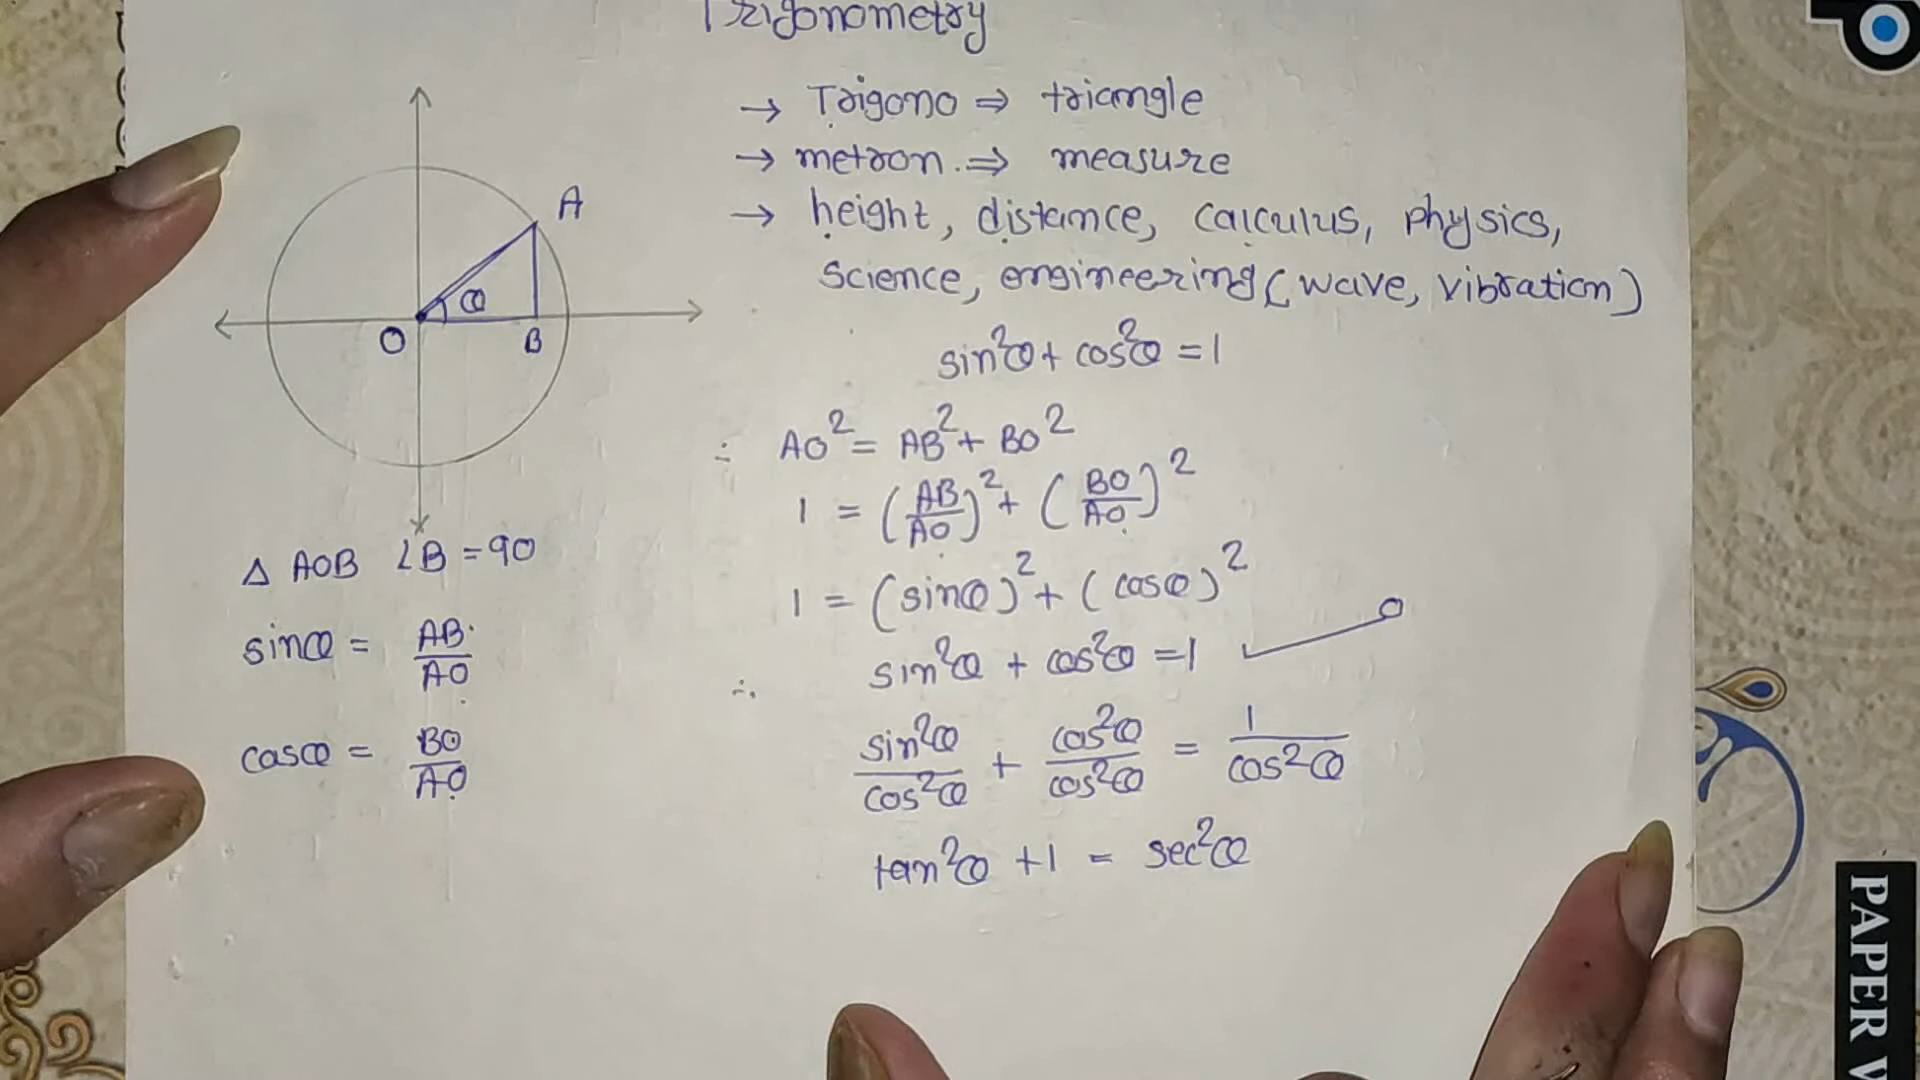 Trigonometry
→ Trigono ⇒ triangle
→ metron. ⇒ measure
→ height, distance, calculus, physics,
science, engineering (wave, vibration)
sin²θ + cos²θ = 1
∴ AO² = AB² + BO²
1 = (AB/AO)² + (BO/AO)²
1 = (sinθ)² + (cosθ)²
∴ sin²θ + cos²θ = 1
sin²θ/cos²θ + cos²θ/cos²θ = 1/cos²θ
tan²θ + 1 = sec²θ
A
θ
O
B
△ AOB ∠B = 90
sinθ = AB/AO
cosθ = BO/AO
PAPER